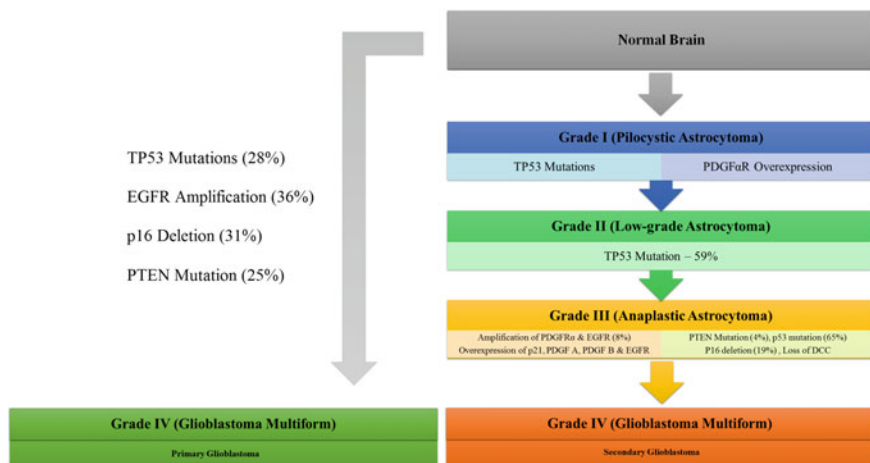 Normal Brain
TP53 Mutations (28%)
EGFR Amplification (36%)
p16 Deletion (31%)
PTEN Mutation (25%)
Grade I (Pilocystic Astrocytoma)
TP53 Mutations
PDGFαR Overexpression
Grade II (Low-grade Astrocytoma)
TP53 Mutation – 59%
Grade III (Anaplastic Astrocytoma)
Amplification of PDGFRα & EGFR (8%)
Overexpression of p21, PDGF A, PDGF B & EGFR
PTEN Mutation (4%), p53 mutation (65%)
P16 deletion (19%) , Loss of DCC
Grade IV (Glioblastoma Multiform)
Primary Glioblastoma
Grade IV (Glioblastoma Multiform)
Secondary Glioblastoma